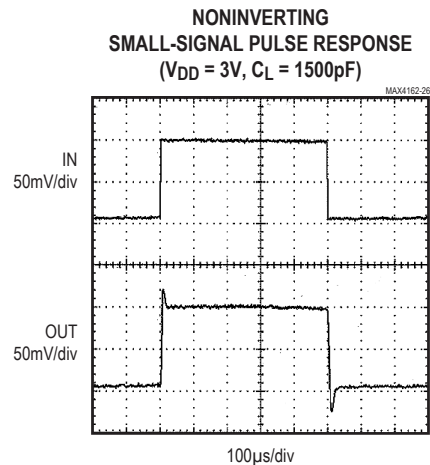 NONINVERTING
SMALL-SIGNAL PULSE RESPONSE
(VDD = 3V, CL = 1500pF)
MAX4162-26
IN
50mV/div
OUT
50mV/div
100µs/div